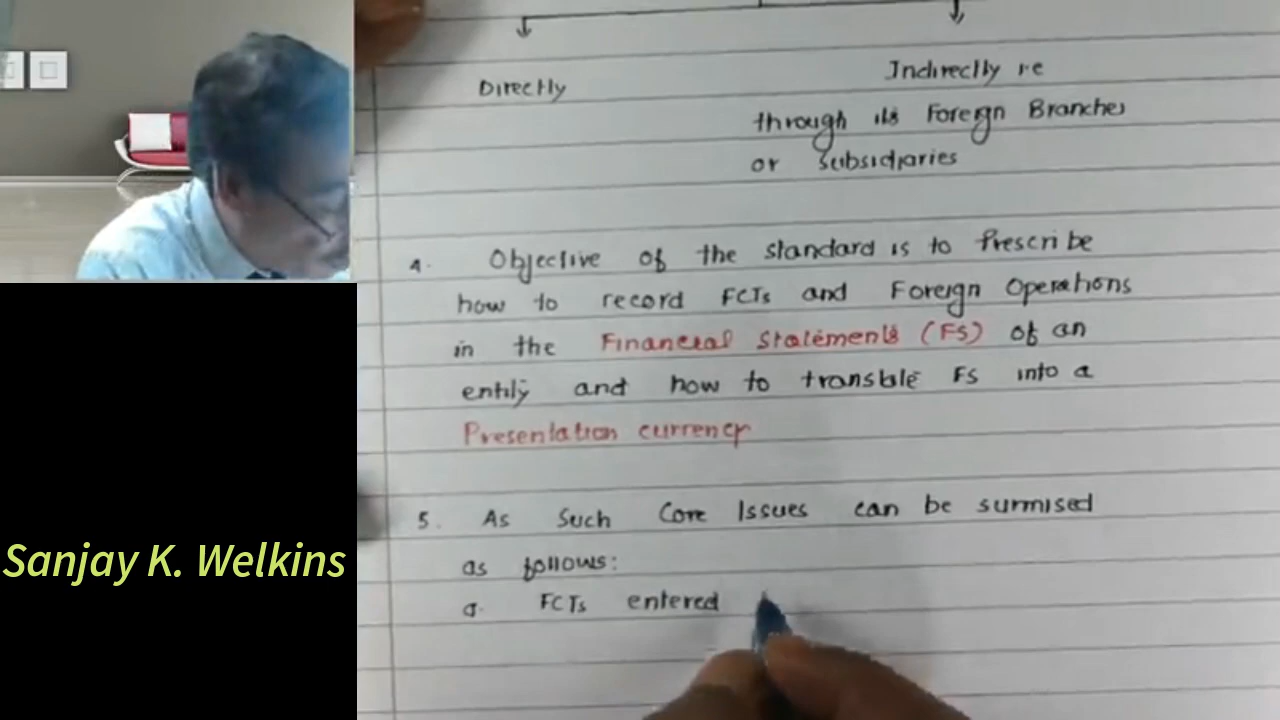 Directly
Indirectly ie
through its Foreign Branches
or Subsidiaries
4. Objective of the standard is to Prescribe
how to record FCTs and Foreign Operations
in the Financial Statements (FS) of an
entity and how to translate FS into a
Presentation currency
5. As Such Core Issues can be surmised
as follows:
a. FCTs entered
Sanjay K. Welkins